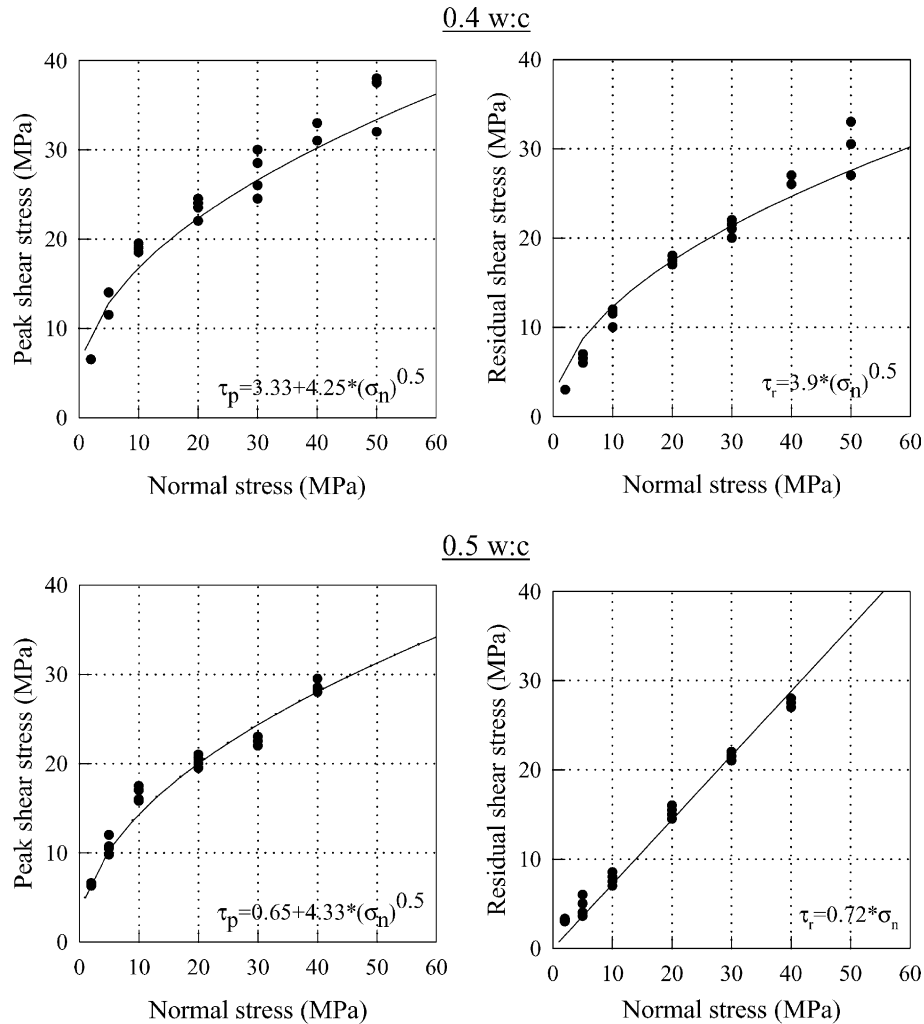 0.4 w:c
40
30
20
10
0
0 10 20 30 40 50 60
Peak shear stress (MPa)
Normal stress (MPa)
τp=3.33+4.25*(σn)^0.5
40
30
20
10
0
0 10 20 30 40 50 60
Residual shear stress (MPa)
Normal stress (MPa)
τr=3.9*(σn)^0.5
0.5 w:c
40
30
20
10
0
0 10 20 30 40 50 60
Peak shear stress (MPa)
Normal stress (MPa)
τp=0.65+4.33*(σn)^0.5
40
30
20
10
0
0 10 20 30 40 50 60
Residual shear stress (MPa)
Normal stress (MPa)
τr=0.72*σn